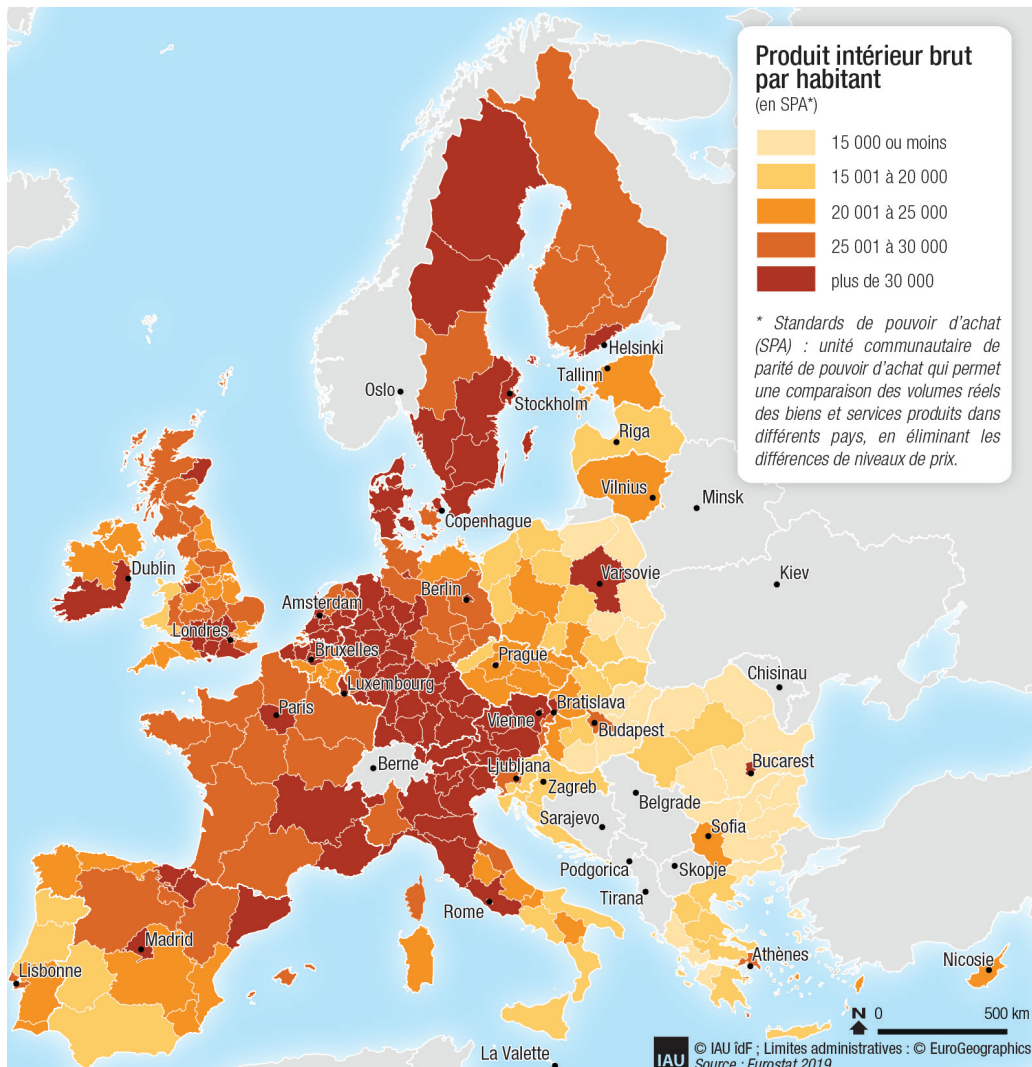 Produit intérieur brut
par habitant
(en SPA*)
15 000 ou moins
15 001 à 20 000
20 001 à 25 000
25 001 à 30 000
plus de 30 000
* Standards de pouvoir d'achat
(SPA) : unité communautaire de
parité de pouvoir d'achat qui permet
une comparaison des volumes réels
des biens et services produits dans
différents pays, en éliminant les
différences de niveaux de prix.
Helsinki
Tallinn
Oslo
Stockholm
Riga
Vilnius
Minsk
Copenhague
Dublin
Varsovie
Kiev
Berlin
Amsterdam
Londres
Bruxelles
Prague
Chisinau
Luxembourg
Paris
Bratislava
Vienne
Budapest
Ljubljana
Bucarest
Berne
Zagreb
Belgrade
Sarajevo
Sofia
Podgorica
Skopje
Tirana
Rome
Madrid
Athènes
Nicosie
Lisbonne
N 0 500 km
La Valette
IAU
© IAU îdF ; Limites administratives : © EuroGeographics
Source : Eurostat 2019